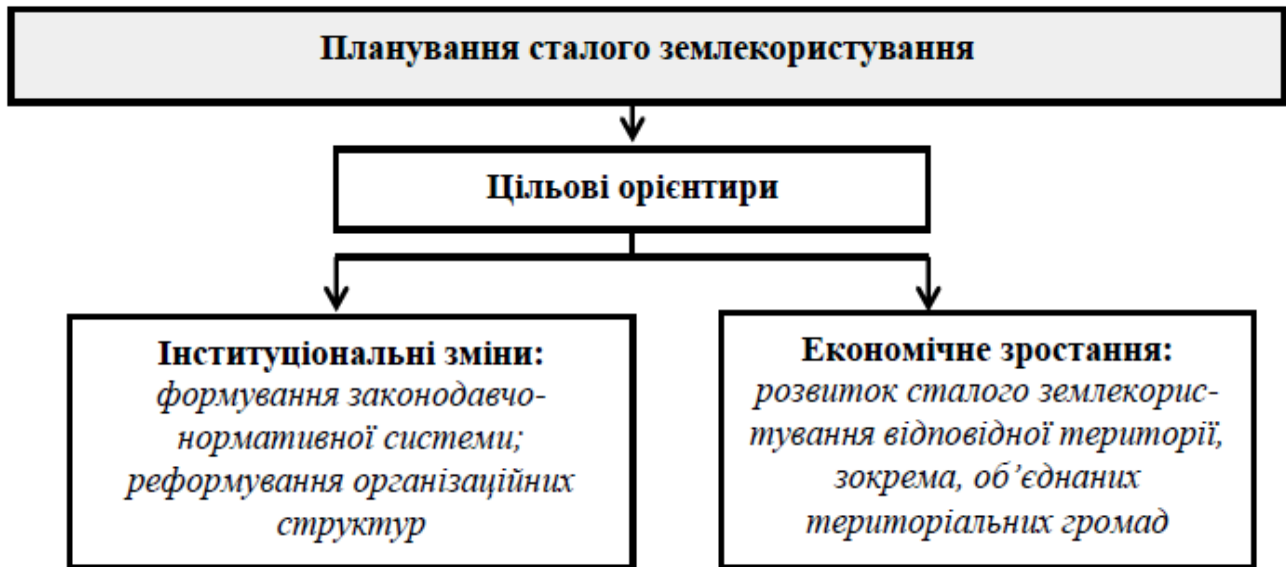 Планування сталого землекористування
Цільові орієнтири
Інституціональні зміни:
формування законодавчо-
нормативної системи;
реформування організаційних
структур
Економічне зростання:
розвиток сталого землекорис-
тування відповідної території,
зокрема, об’єднаних
територіальних громад